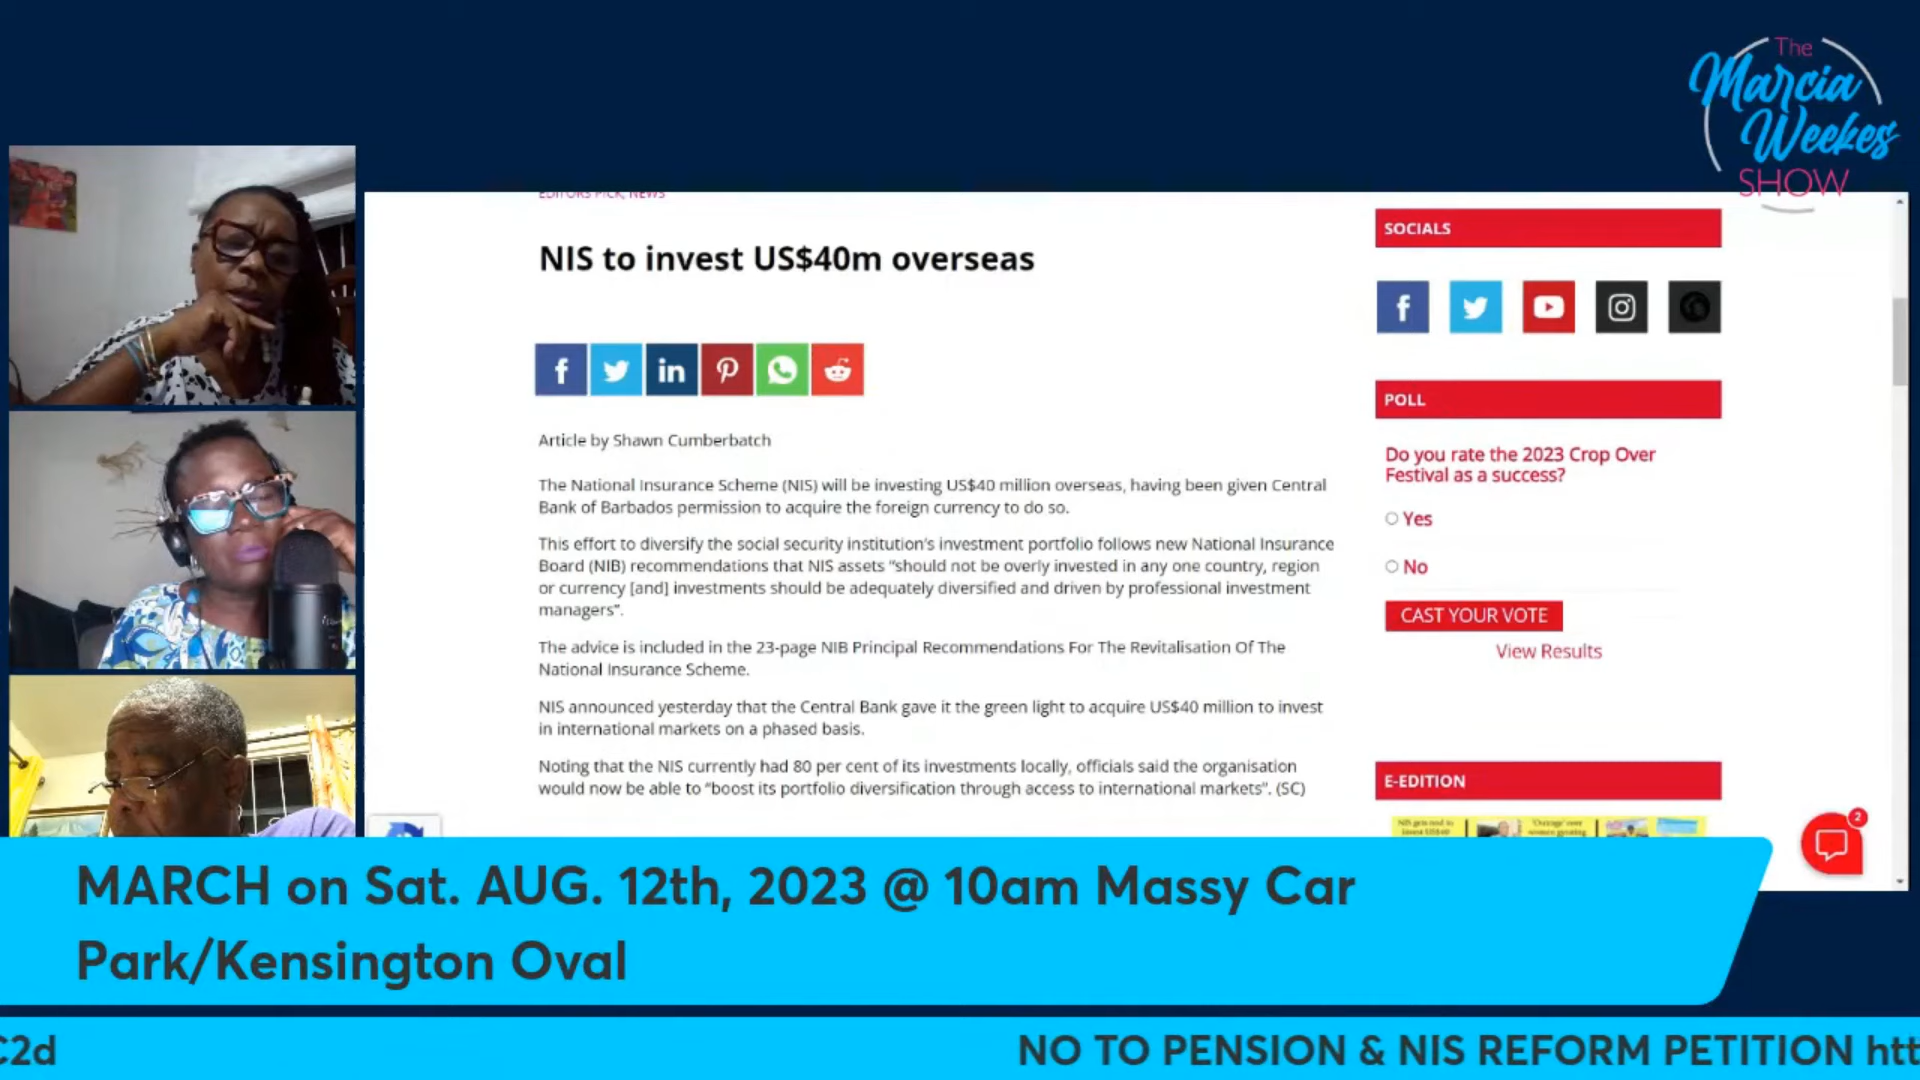 The
Marcia
Weekes
SHOW
EDITORS PICK, NEWS
NIS to invest US$40m overseas
Article by Shawn Cumberbatch
The National Insurance Scheme (NIS) will be investing US$40 million overseas, having been given Central
Bank of Barbados permission to acquire the foreign currency to do so.
This effort to diversify the social security institution's investment portfolio follows new National Insurance
Board (NIB) recommendations that NIS assets “should not be overly invested in any one country, region
or currency [and] investments should be adequately diversified and driven by professional investment
managers”.
The advice is included in the 23-page NIB Principal Recommendations For The Revitalisation Of The
National Insurance Scheme.
NIS announced yesterday that the Central Bank gave it the green light to acquire US$40 million to invest
in international markets on a phased basis.
Noting that the NIS currently had 80 per cent of its investments locally, officials said the organisation
would now be able to “boost its portfolio diversification through access to international markets”. (SC)
SOCIALS
POLL
Do you rate the 2023 Crop Over
Festival as a success?
Yes
No
CAST YOUR VOTE
View Results
E-EDITION
2
MARCH on Sat. AUG. 12th, 2023 @ 10am Massy Car
Park/Kensington Oval
C2d
NO TO PENSION & NIS REFORM PETITION htt